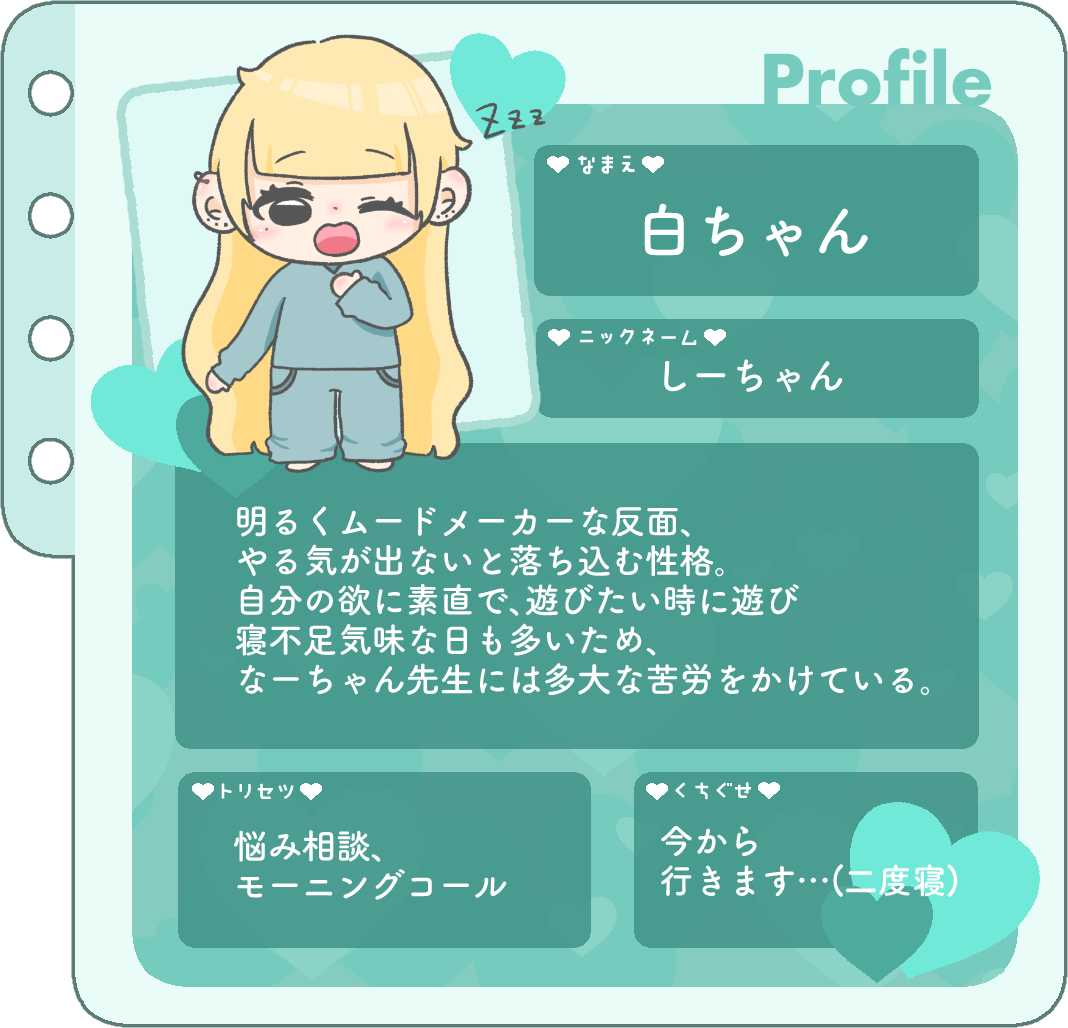 Profile
Zzz
♥ なまえ ♥
白ちゃん
♥ ニックネーム ♥
しーちゃん
明るくムードメーカーな反面、
やる気が出ないと落ち込む性格。
自分の欲に素直で、遊びたい時に遊び
寝不足気味な日も多いため、
なーちゃん先生には多大な苦労をかけている。
♥トリセツ♥
悩み相談、
モーニングコール
♥くちぐせ♥
今から
行きます…(二度寝)